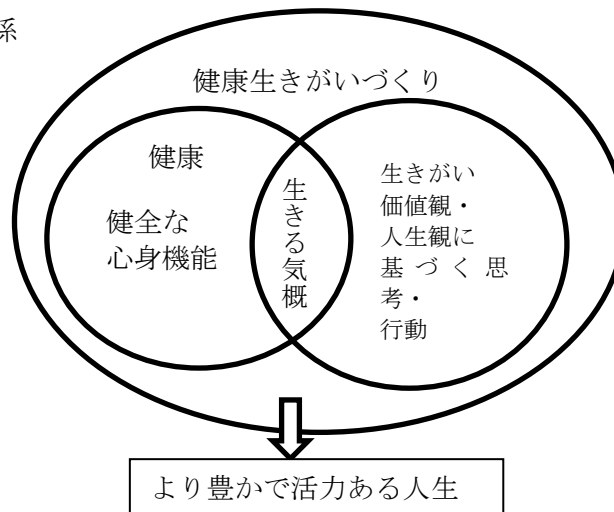 係
健康生きがいづくり
健康
健全な
心身機能
生きる気概
生きがい
価値観・
人生観に
基づく思
考・
行動
より豊かで活力ある人生